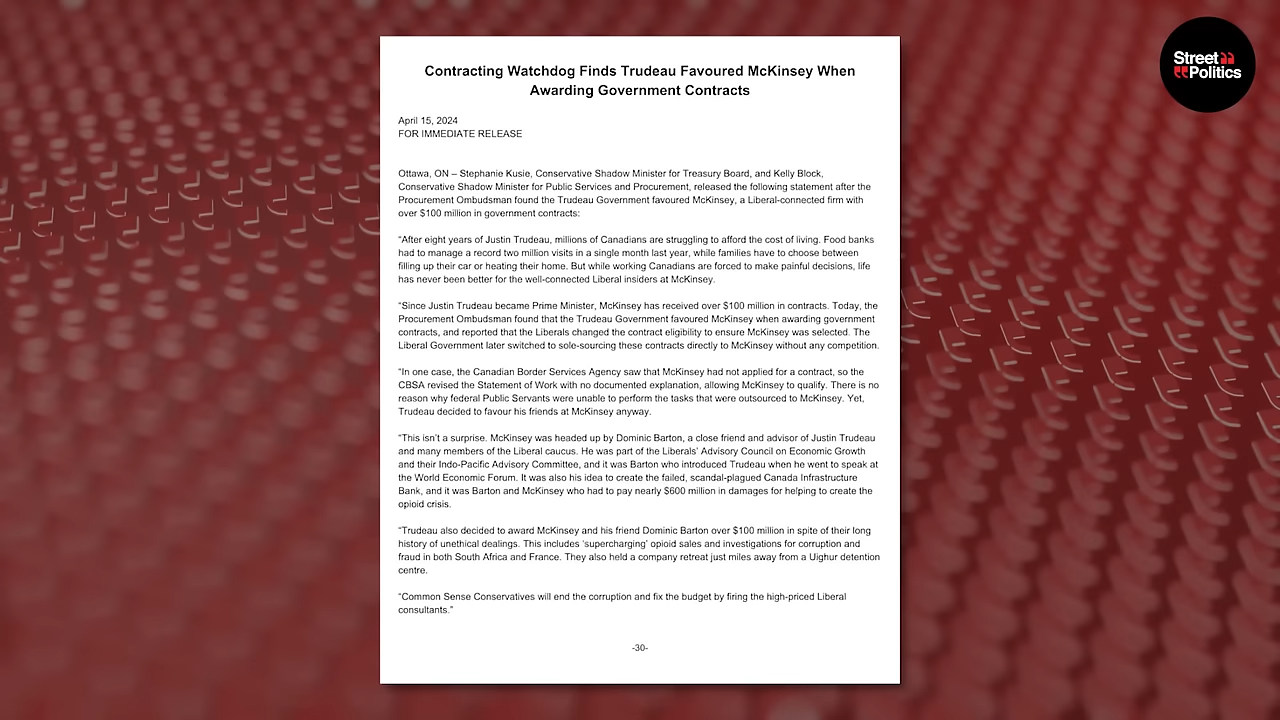 Street
Politics
Contracting Watchdog Finds Trudeau Favoured McKinsey When
Awarding Government Contracts
April 15, 2024
FOR IMMEDIATE RELEASE
Ottawa, ON – Stephanie Kusie, Conservative Shadow Minister for Treasury Board, and Kelly Block,
Conservative Shadow Minister for Public Services and Procurement, released the following statement after the
Procurement Ombudsman found the Trudeau Government favoured McKinsey, a Liberal-connected firm with
over $100 million in government contracts:
“After eight years of Justin Trudeau, millions of Canadians are struggling to afford the cost of living. Food banks
had to manage a record two million visits in a single month last year, while families have to choose between
filling up their car or heating their home. But while working Canadians are forced to make painful decisions, life
has never been better for the well-connected Liberal insiders at McKinsey.
“Since Justin Trudeau became Prime Minister, McKinsey has received over $100 million in contracts. Today, the
Procurement Ombudsman found that the Trudeau Government favoured McKinsey when awarding government
contracts, and reported that the Liberals changed the contract eligibility to ensure McKinsey was selected. The
Liberal Government later switched to sole-sourcing these contracts directly to McKinsey without any competition.
“In one case, the Canadian Border Services Agency saw that McKinsey had not applied for a contract, so the
CBSA revised the Statement of Work with no documented explanation, allowing McKinsey to qualify. There is no
reason why federal Public Servants were unable to perform the tasks that were outsourced to McKinsey. Yet,
Trudeau decided to favour his friends at McKinsey anyway.
“This isn’t a surprise. McKinsey was headed up by Dominic Barton, a close friend and advisor of Justin Trudeau
and many members of the Liberal caucus. He was part of the Liberals’ Advisory Council on Economic Growth
and their Indo-Pacific Advisory Committee, and it was Barton who introduced Trudeau when he went to speak at
the World Economic Forum. It was also his idea to create the failed, scandal-plagued Canada Infrastructure
Bank, and it was Barton and McKinsey who had to pay nearly $600 million in damages for helping to create the
opioid crisis.
“Trudeau also decided to award McKinsey and his friend Dominic Barton over $100 million in spite of their long
history of unethical dealings. This includes ‘supercharging’ opioid sales and investigations for corruption and
fraud in both South Africa and France. They also held a company retreat just miles away from a Uighur detention
centre.
“Common Sense Conservatives will end the corruption and fix the budget by firing the high-priced Liberal
consultants.”
-30-